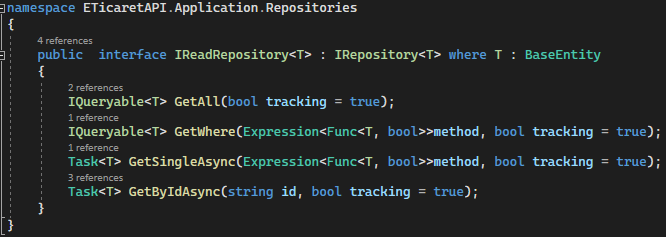 namespace ETicaretAPI.Application.Repositories
{
4 references
public  interface IReadRepository<T> : IRepository<T> where T : BaseEntity
{
2 references
IQueryable<T> GetAll(bool tracking = true);
1 reference
IQueryable<T> GetWhere(Expression<Func<T, bool>>method, bool tracking = true);
1 reference
Task<T> GetSingleAsync(Expression<Func<T, bool>>method, bool tracking = true);
3 references
Task<T> GetByIdAsync(string id, bool tracking = true);
}
}